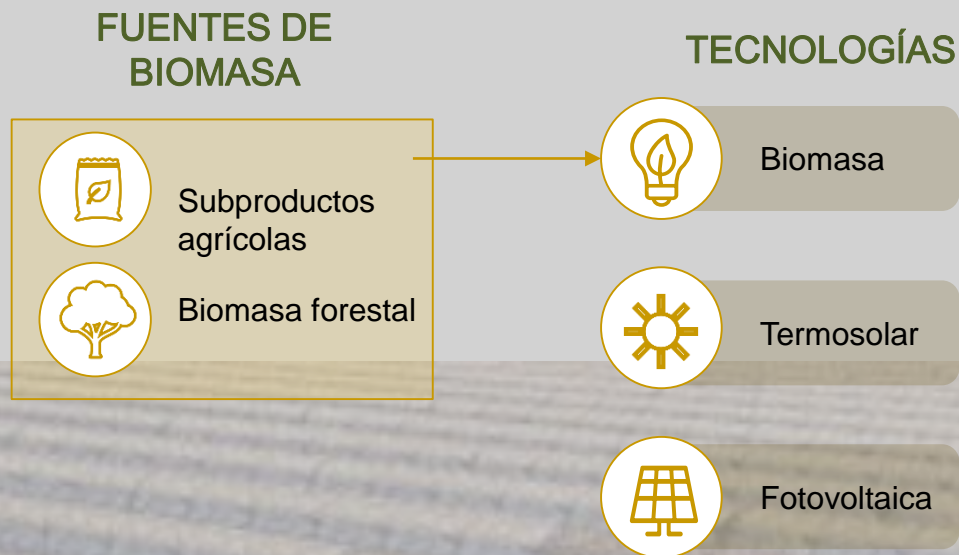 FUENTES DE
BIOMASA
Subproductos
agrícolas
Biomasa forestal
TECNOLOGÍAS
Biomasa
Termosolar
Fotovoltaica